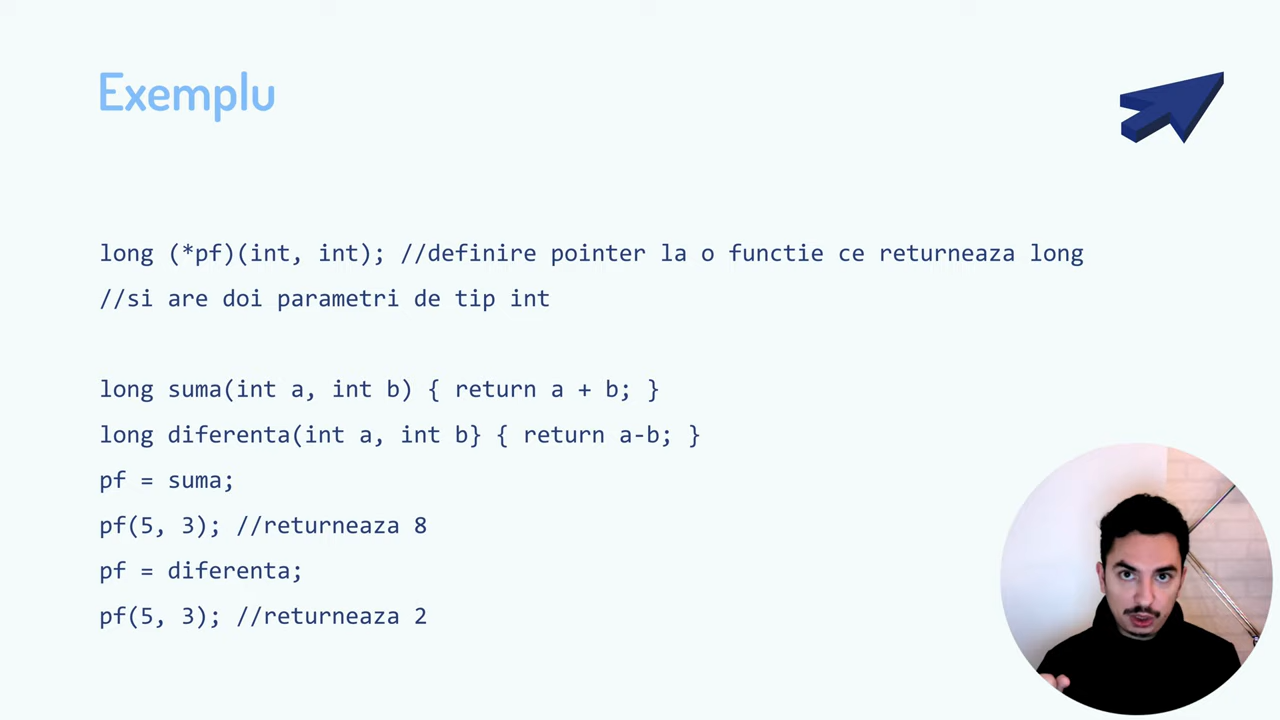 Exemplu
long (*pf)(int, int); //definire pointer la o functie ce returneaza long
//si are doi parametri de tip int
long suma(int a, int b) { return a + b; }
long diferenta(int a, int b} { return a-b; }
pf = suma;
pf(5, 3); //returneaza 8
pf = diferenta;
pf(5, 3); //returneaza 2